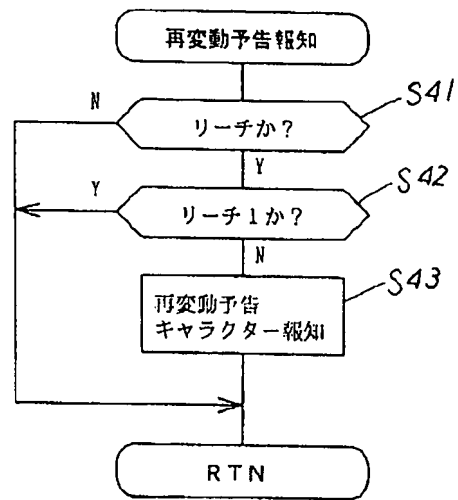 再変動予告報知
N
S41
リーチか？
Y
S42
Y
リーチ１か？
N
S43
再変動予告
キャラクター報知
RTN